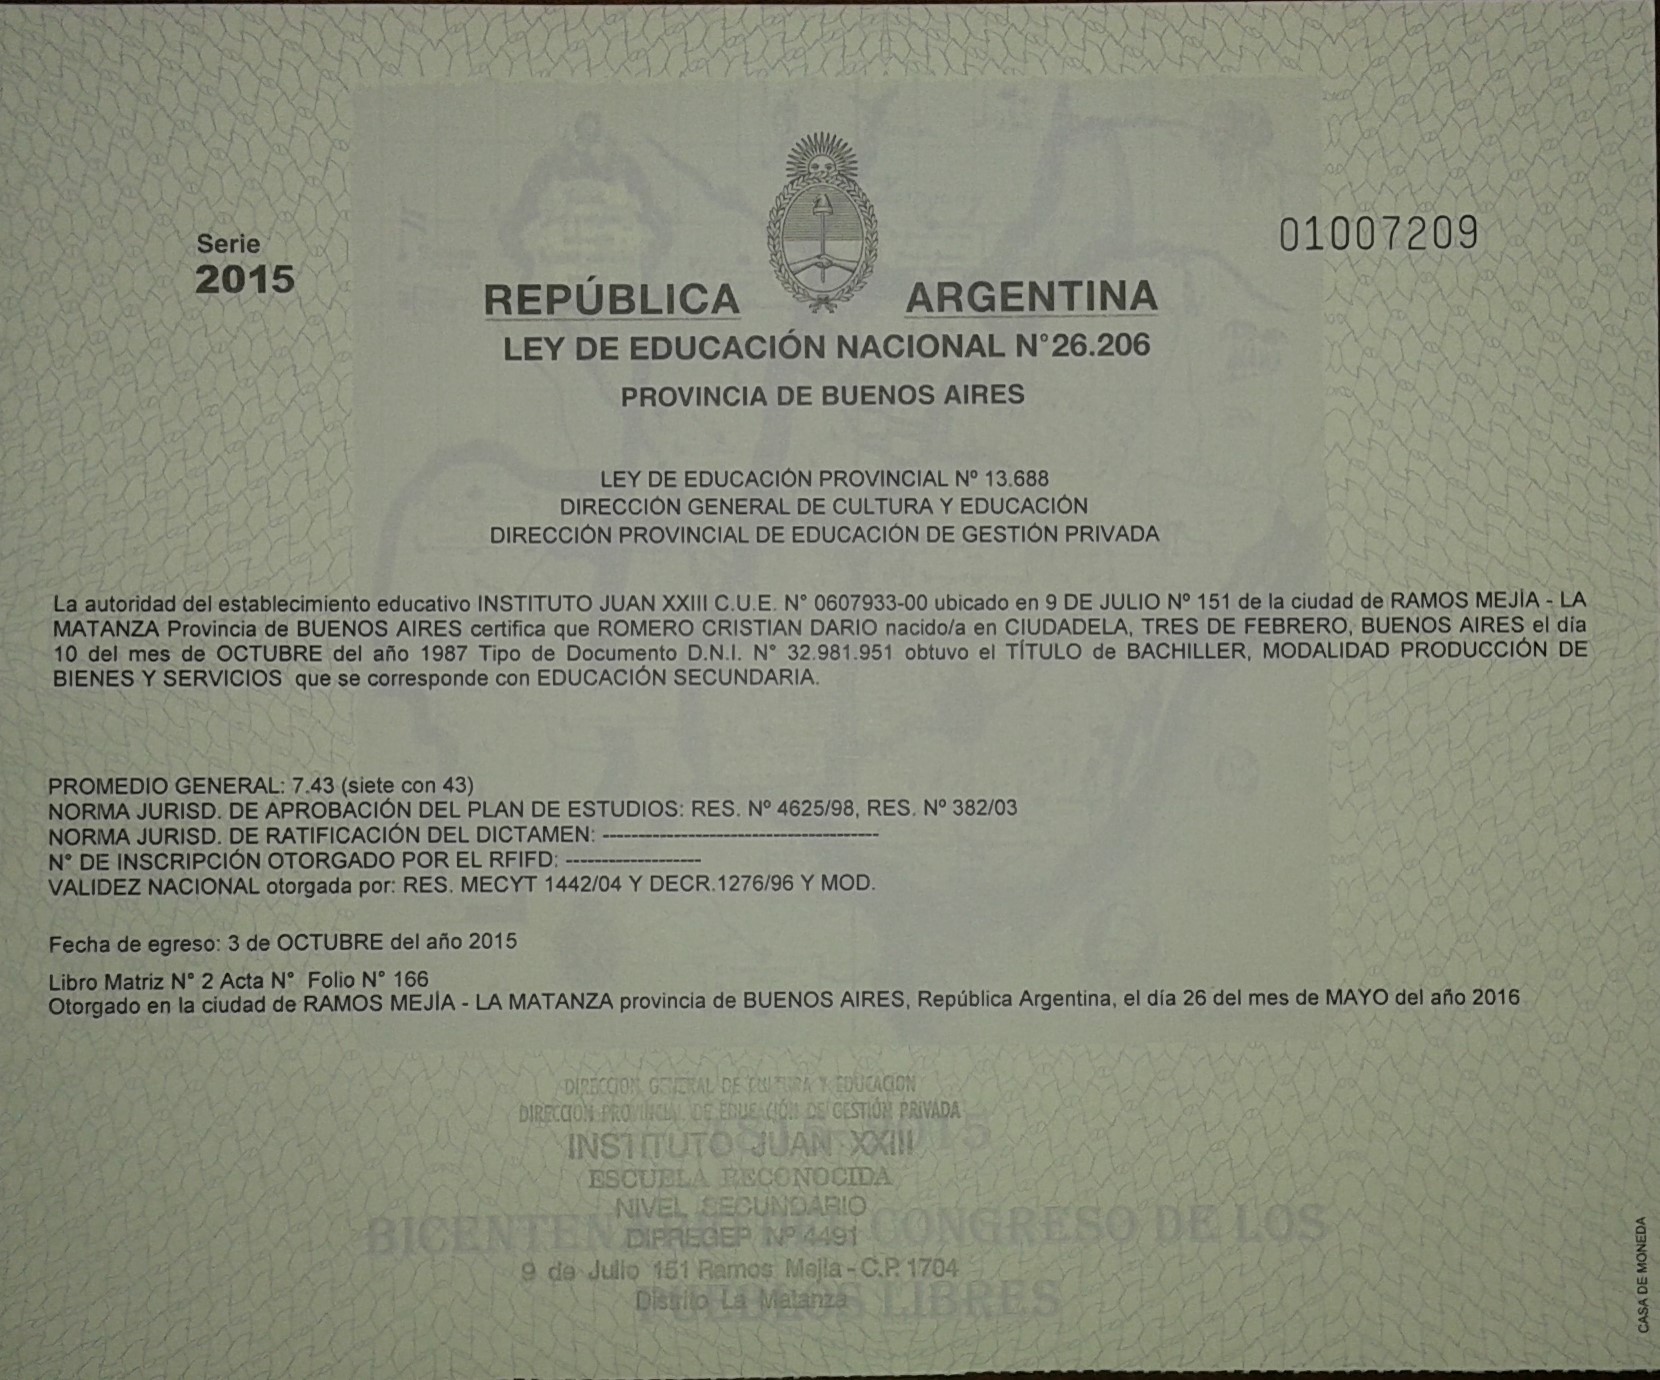 Serie
2015
01007209
REPÚBLICA ARGENTINA
LEY DE EDUCACIÓN NACIONAL N°26.206
PROVINCIA DE BUENOS AIRES
LEY DE EDUCACIÓN PROVINCIAL Nº 13.688
DIRECCIÓN GENERAL DE CULTURA Y EDUCACIÓN
DIRECCIÓN PROVINCIAL DE EDUCACIÓN DE GESTIÓN PRIVADA
La autoridad del establecimiento educativo INSTITUTO JUAN XXIII C.U.E. N° 0607933-00 ubicado en 9 DE JULIO Nº 151 de la ciudad de RAMOS MEJÍA - LA
MATANZA Provincia de BUENOS AIRES certifica que ROMERO CRISTIAN DARIO nacido/a en CIUDADELA, TRES DE FEBRERO, BUENOS AIRES el día
10 del mes de OCTUBRE del año 1987 Tipo de Documento D.N.I. N° 32.981.951 obtuvo el TÍTULO de BACHILLER, MODALIDAD PRODUCCIÓN DE
BIENES Y SERVICIOS que se corresponde con EDUCACIÓN SECUNDARIA.
PROMEDIO GENERAL: 7.43 (siete con 43)
NORMA JURISD. DE APROBACIÓN DEL PLAN DE ESTUDIOS: RES. Nº 4625/98, RES. Nº 382/03
NORMA JURISD. DE RATIFICACIÓN DEL DICTAMEN: ---------------------------------------
N° DE INSCRIPCIÓN OTORGADO POR EL RFIFD: -------------------
VALIDEZ NACIONAL otorgada por: RES. MECYT 1442/04 Y DECR.1276/96 Y MOD.
Fecha de egreso: 3 de OCTUBRE del año 2015
Libro Matriz N° 2 Acta N° Folio N° 166
Otorgado en la ciudad de RAMOS MEJÍA - LA MATANZA provincia de BUENOS AIRES, República Argentina, el día 26 del mes de MAYO del año 2016
DIRECCION GENERAL DE CULTURA Y EDUCACION
DIRECCION PROVINCIAL DE EDUCACIÓN DE GESTIÓN PRIVADA
INSTITUTO JUAN XXIII
ESCUELA RECONOCIDA
NIVEL SECUNDARIO
DIPREGEP Nº 4491
9 de Julio 151 Ramos Mejia - C.P. 1704
Distrito La Matanza
CONGRESO DE LOS
LIBRES
CASA DE MONEDA